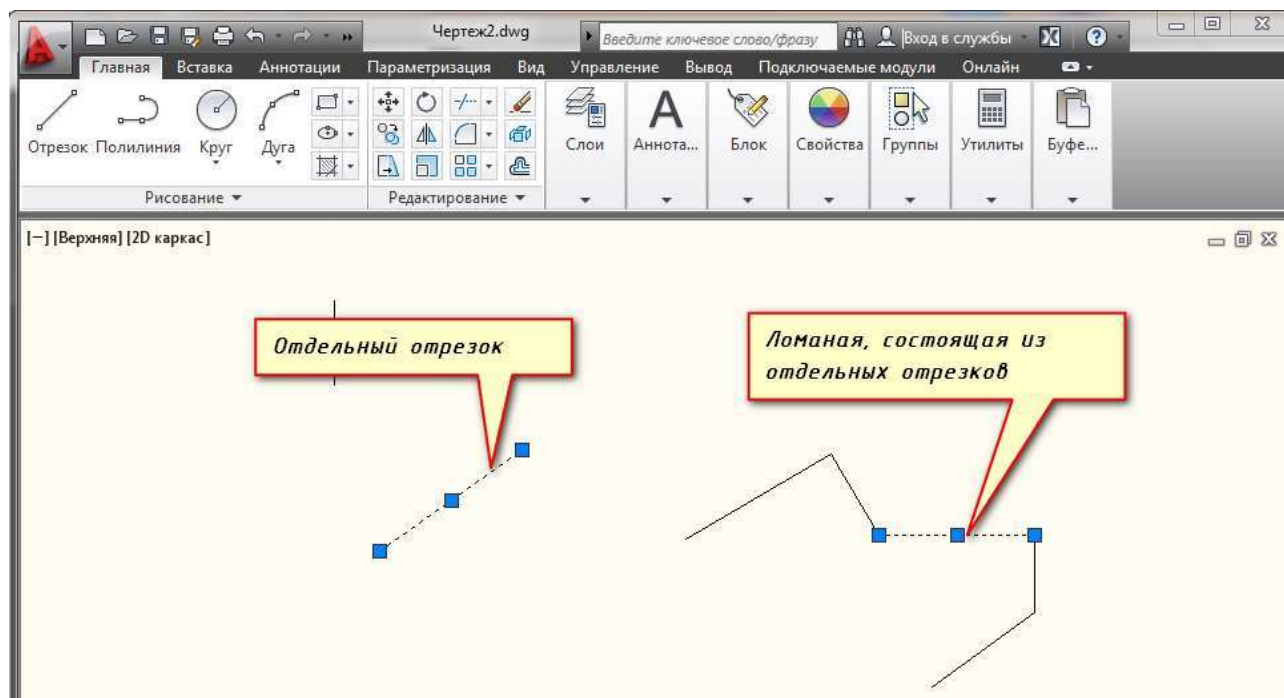 Чертеж2.dwg
Введите ключевое слово/фразу
Вход в службы
Главная Вставка Аннотации Параметризация Вид Управление Вывод Подключаемые модули Онлайн
Отрезок Полилиния Круг Дуга
Слои Аннота... Блок Свойства Группы Утилиты Буфе...
Рисование Редактирование
[−] [Верхняя] [2D каркас]
Отдельный отрезок
Ломаная, состоящая из
отдельных отрезков